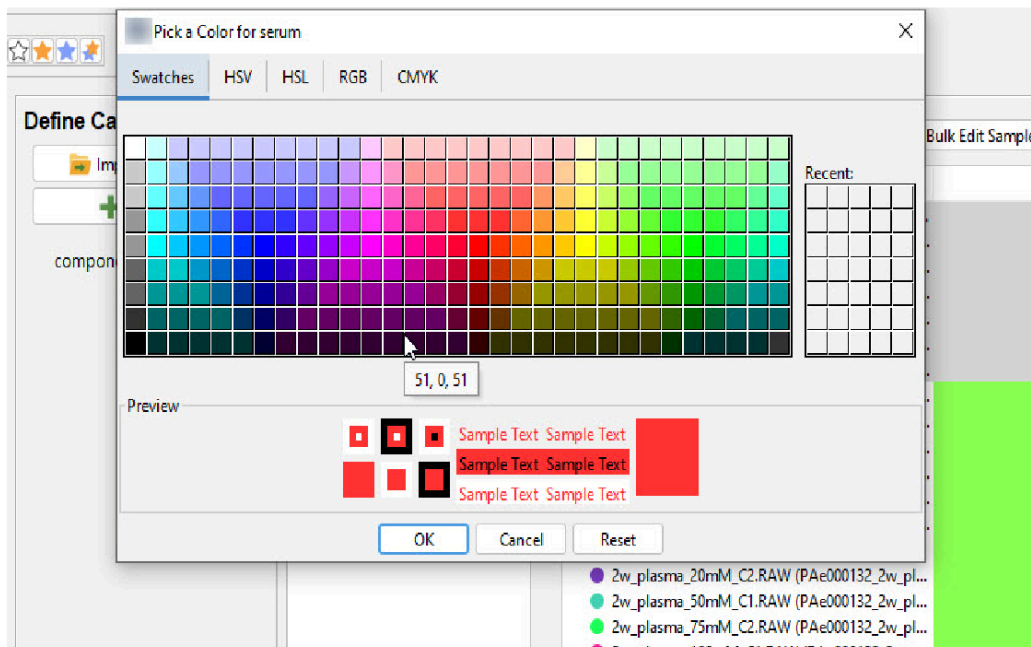 Pick a Color for serum
Swatches HSV HSL RGB CMYK
Define Ca
Bulk Edit Sample
Imp
Recent:
compon
51, 0, 51
Preview
Sample Text Sample Text
Sample Text Sample Text
Sample Text Sample Text
OK Cancel Reset
2w_plasma_20mM_C2.RAW (PAe000132_2w_pl...
2w_plasma_50mM_C1.RAW (PAe000132_2w_pl...
2w_plasma_75mM_C2.RAW (PAe000132_2w_pl...